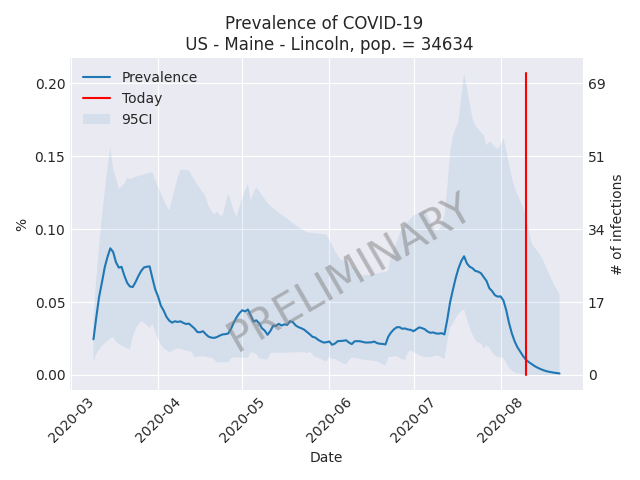 Prevalence of COVID-19
US - Maine - Lincoln, pop. = 34634
Prevalence
Today
95CI
PRELIMINARY
%
0.20
0.15
0.10
0.05
0.00
69
51
34
17
0
# of infections
2020-03
2020-04
2020-05
2020-06
2020-07
2020-08
Date